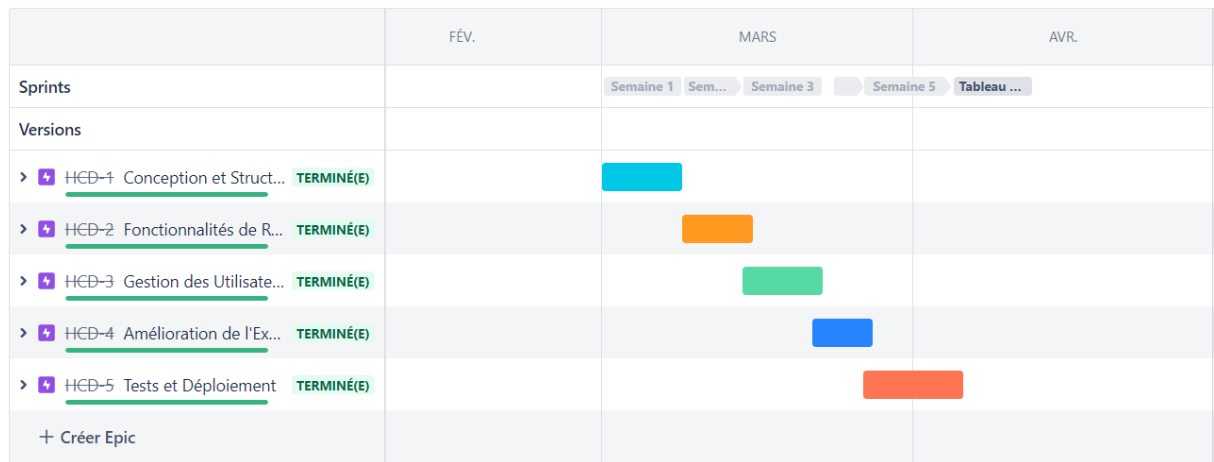 FÉV. MARS AVR.
Sprints Semaine 1 Sem... Semaine 3 Semaine 5 Tableau ...
Versions
HCD-1 Conception et Struct... TERMINÉ(E)
HCD-2 Fonctionnalités de R... TERMINÉ(E)
HCD-3 Gestion des Utilisate... TERMINÉ(E)
HCD-4 Amélioration de l'Ex... TERMINÉ(E)
HCD-5 Tests et Déploiement TERMINÉ(E)
+ Créer Epic